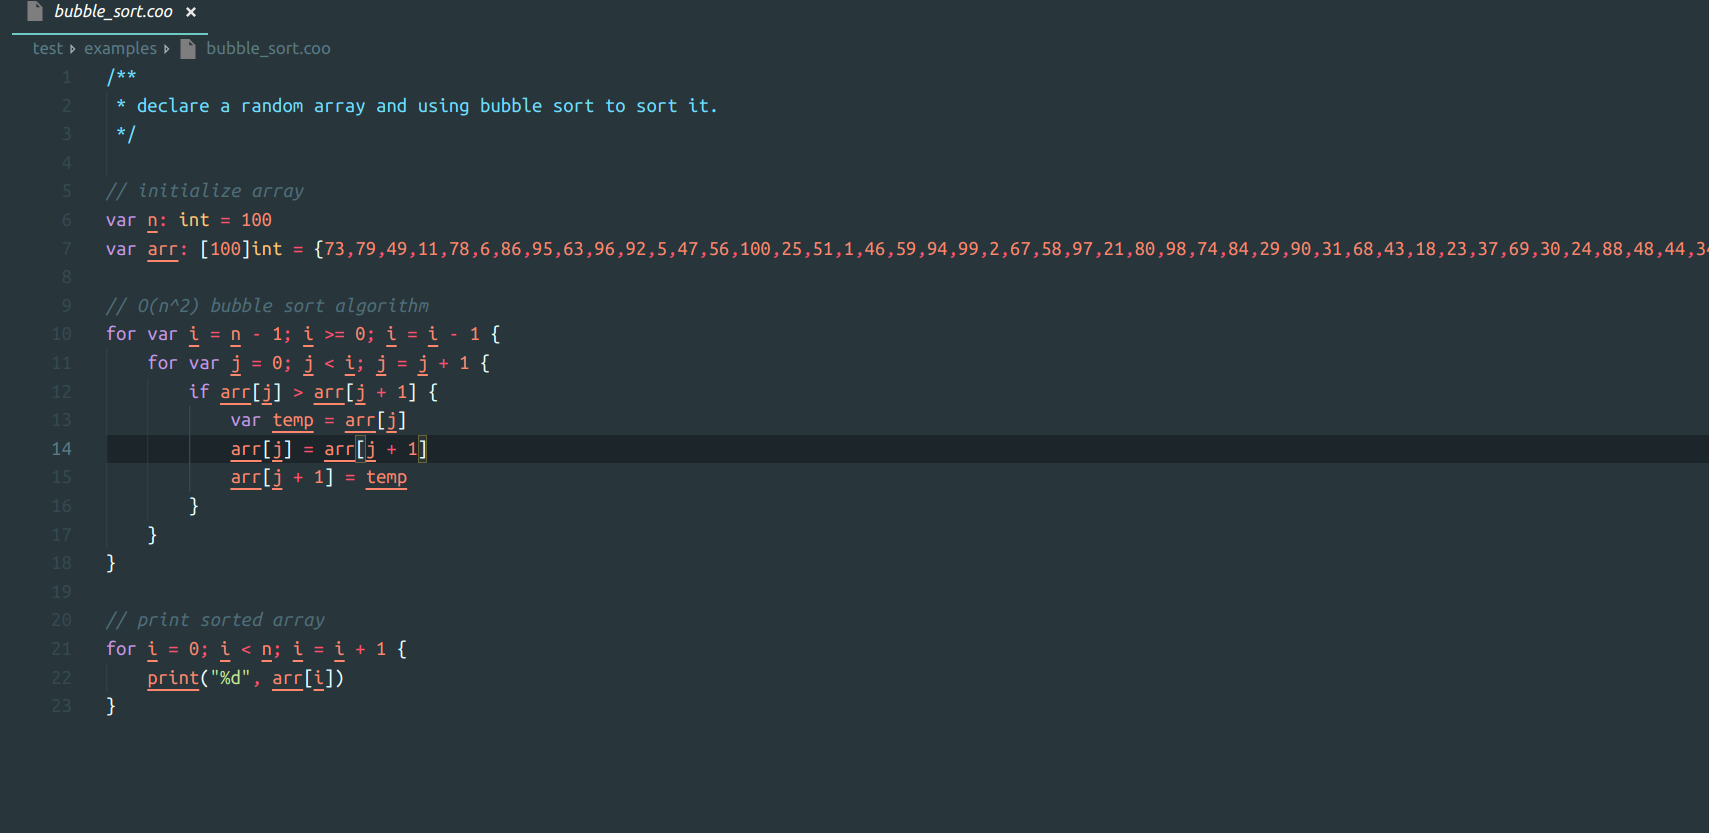 bubble_sort.coo ×
test examples bubble_sort.coo
1 /**
2 * declare a random array and using bubble sort to sort it.
3 */
4
5 // initialize array
6 var n: int = 100
7 var arr: [100]int = {73,79,49,11,78,6,86,95,63,96,92,5,47,56,100,25,51,1,46,59,94,99,2,67,58,97,21,80,98,74,84,29,90,31,68,43,18,23,37,69,30,24,88,48,44,
8
9 // O(n^2) bubble sort algorithm
10 for var i = n - 1; i >= 0; i = i - 1 {
11 for var j = 0; j < i; j = j + 1 {
12 if arr[j] > arr[j + 1] {
13 var temp = arr[j]
14 arr[j] = arr[j + 1]
15 arr[j + 1] = temp
16 }
17 }
18 }
19
20 // print sorted array
21 for i = 0; i < n; i = i + 1 {
22 print("%d", arr[i])
23 }